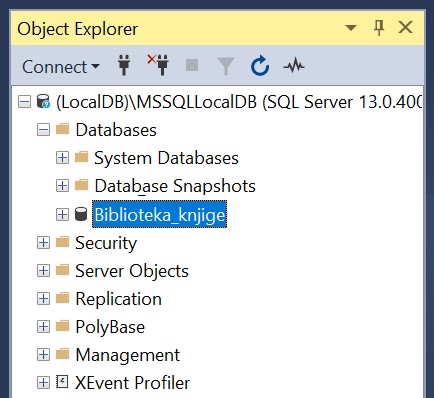 Object Explorer
Connect
(LocalDB)\MSSQLLocalDB (SQL Server 13.0.400
Databases
System Databases
Database Snapshots
Biblioteka_knjige
Security
Server Objects
Replication
PolyBase
Management
XEvent Profiler